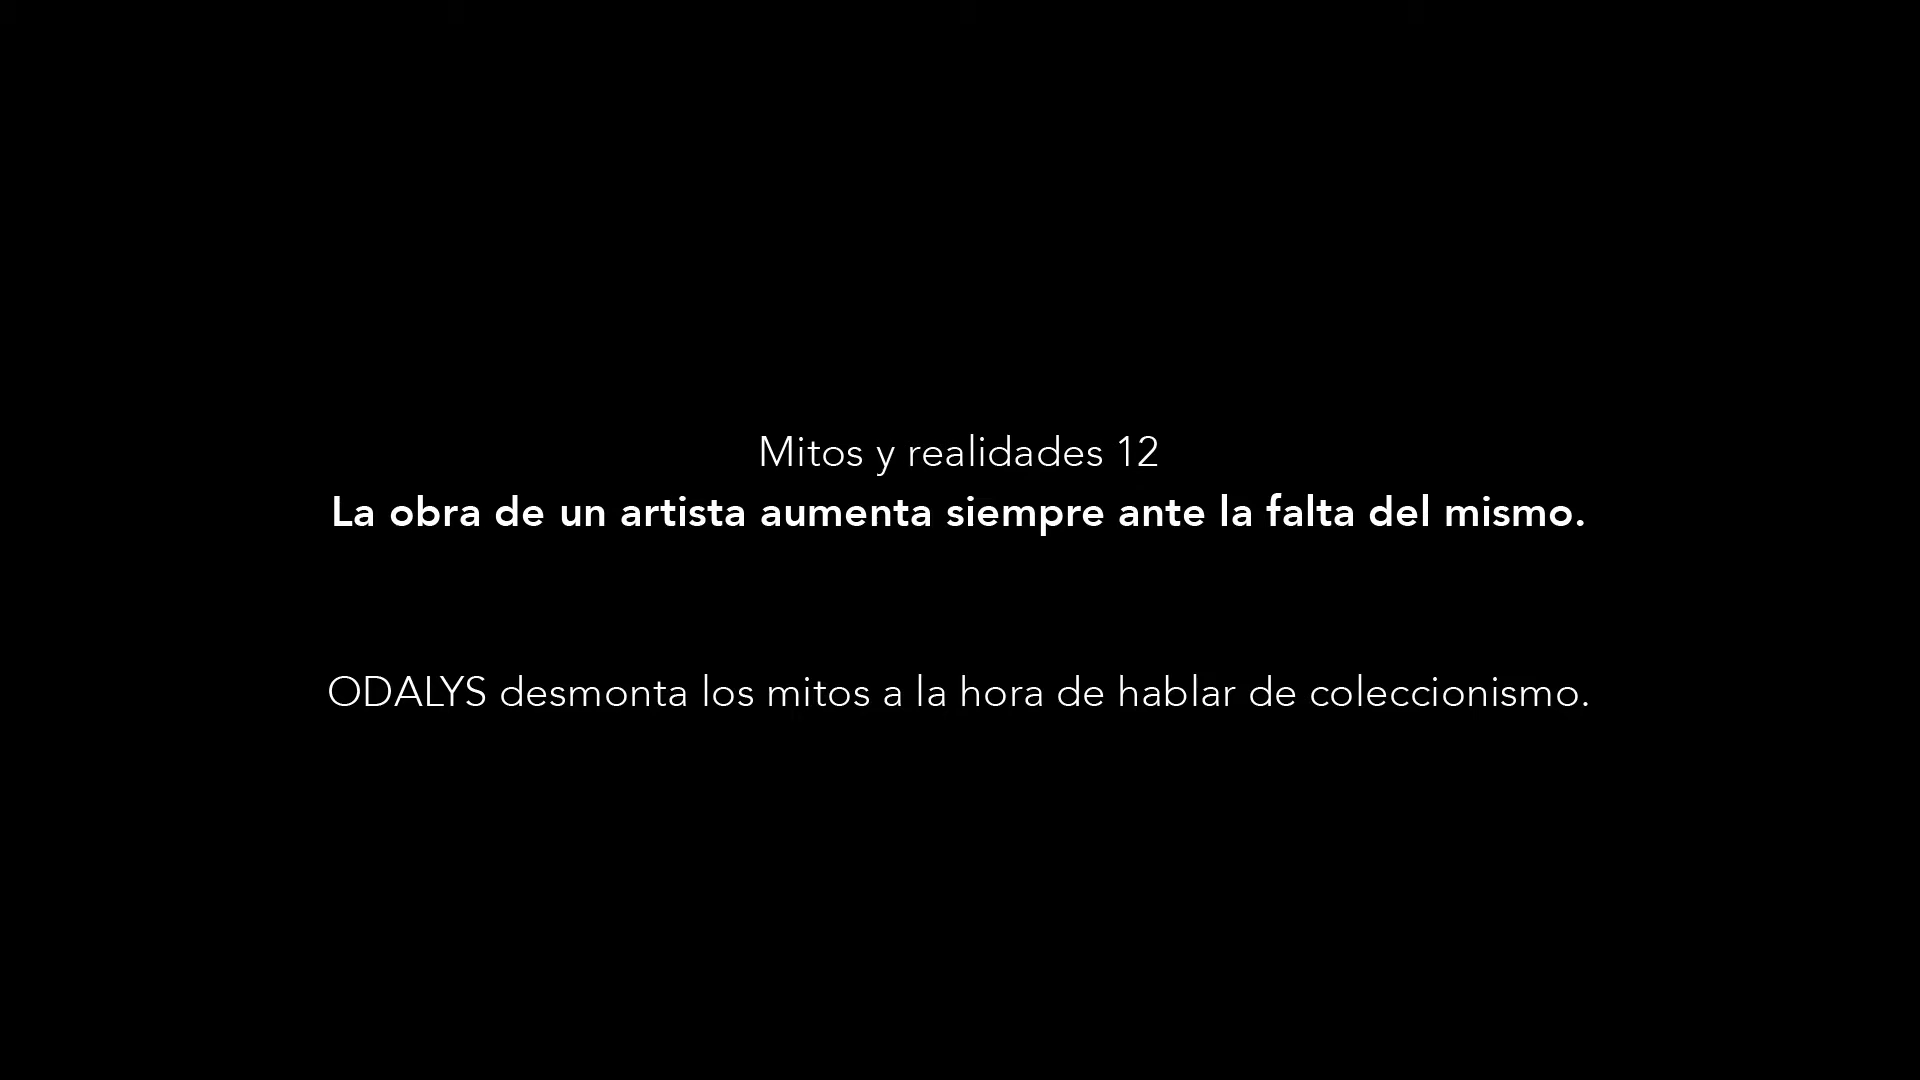 Mitos y realidades 12
La obra de un artista aumenta siempre ante la falta del mismo.
ODALYS desmonta los mitos a la hora de hablar de coleccionismo.